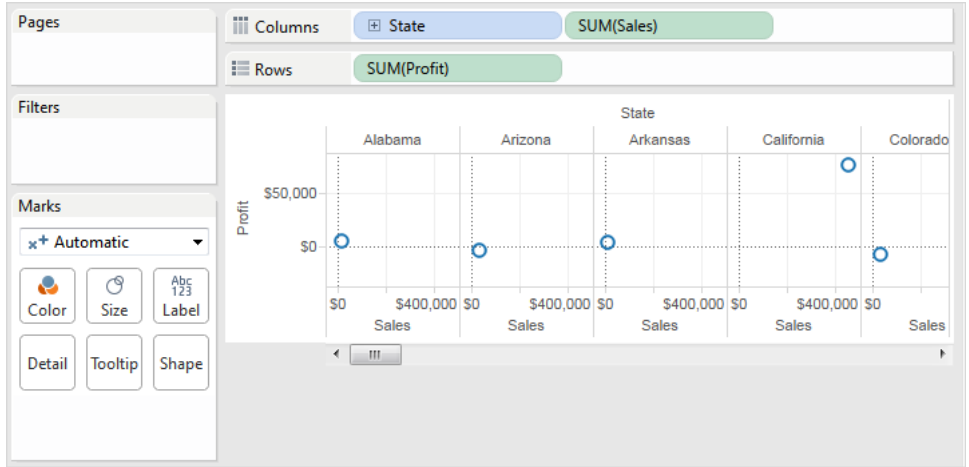 Pages
Columns
State
SUM(Sales)
Rows
SUM(Profit)
Filters
Marks
Automatic
Color
Size
Abc
123
Label
Detail
Tooltip
Shape
State
Alabama Arizona Arkansas California Colorado
Profit
$50,000
$0
$0 $400,000 $0 $400,000 $0 $400,000 $0 $400,000 $0
Sales Sales Sales Sales Sales